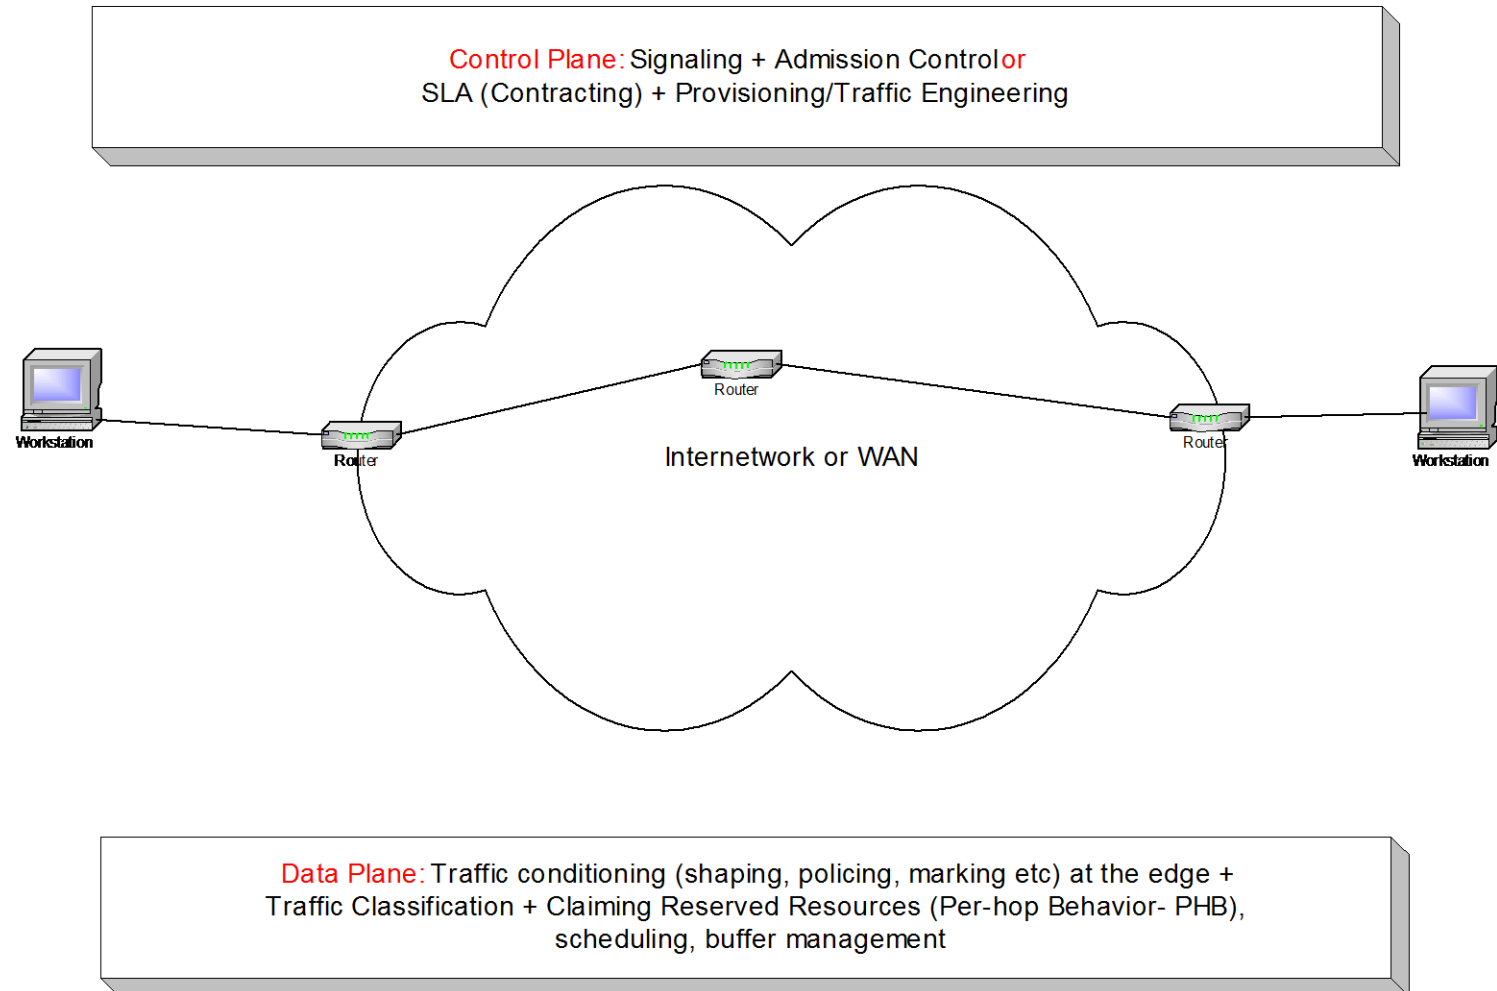 Control Plane: Signaling + Admission Control or
SLA (Contracting) + Provisioning/Traffic Engineering
Router
Workstation
Router
Router
Workstation
Internetwork or WAN
Data Plane: Traffic conditioning (shaping, policing, marking etc) at the edge +
Traffic Classification + Claiming Reserved Resources (Per-hop Behavior- PHB),
scheduling, buffer management